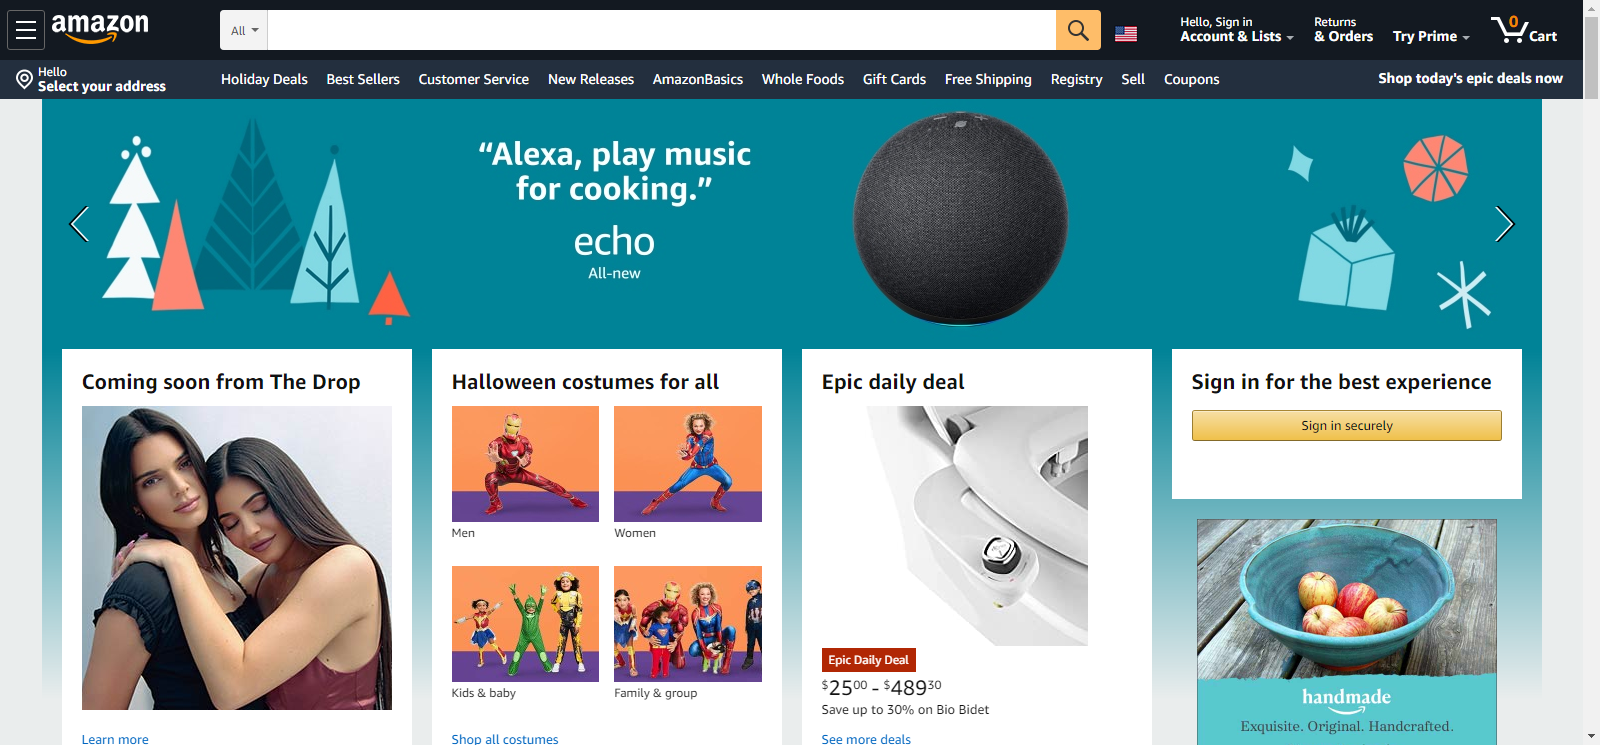 amazon
All
Hello, Sign in
Account & Lists
Returns
& Orders
Try Prime
0
Cart
Hello
Select your address
Holiday Deals
Best Sellers
Customer Service
New Releases
AmazonBasics
Whole Foods
Gift Cards
Free Shipping
Registry
Sell
Coupons
Shop today's epic deals now
“Alexa, play music
for cooking.”
echo
All-new
Coming soon from The Drop
Learn more
Halloween costumes for all
Men
Women
Kids & baby
Family & group
Shop all costumes
Epic daily deal
Epic Daily Deal
$2500 - $48930
Save up to 30% on Bio Bidet
See more deals
Sign in for the best experience
Sign in securely
handmade
Exquisite. Original. Handcrafted.